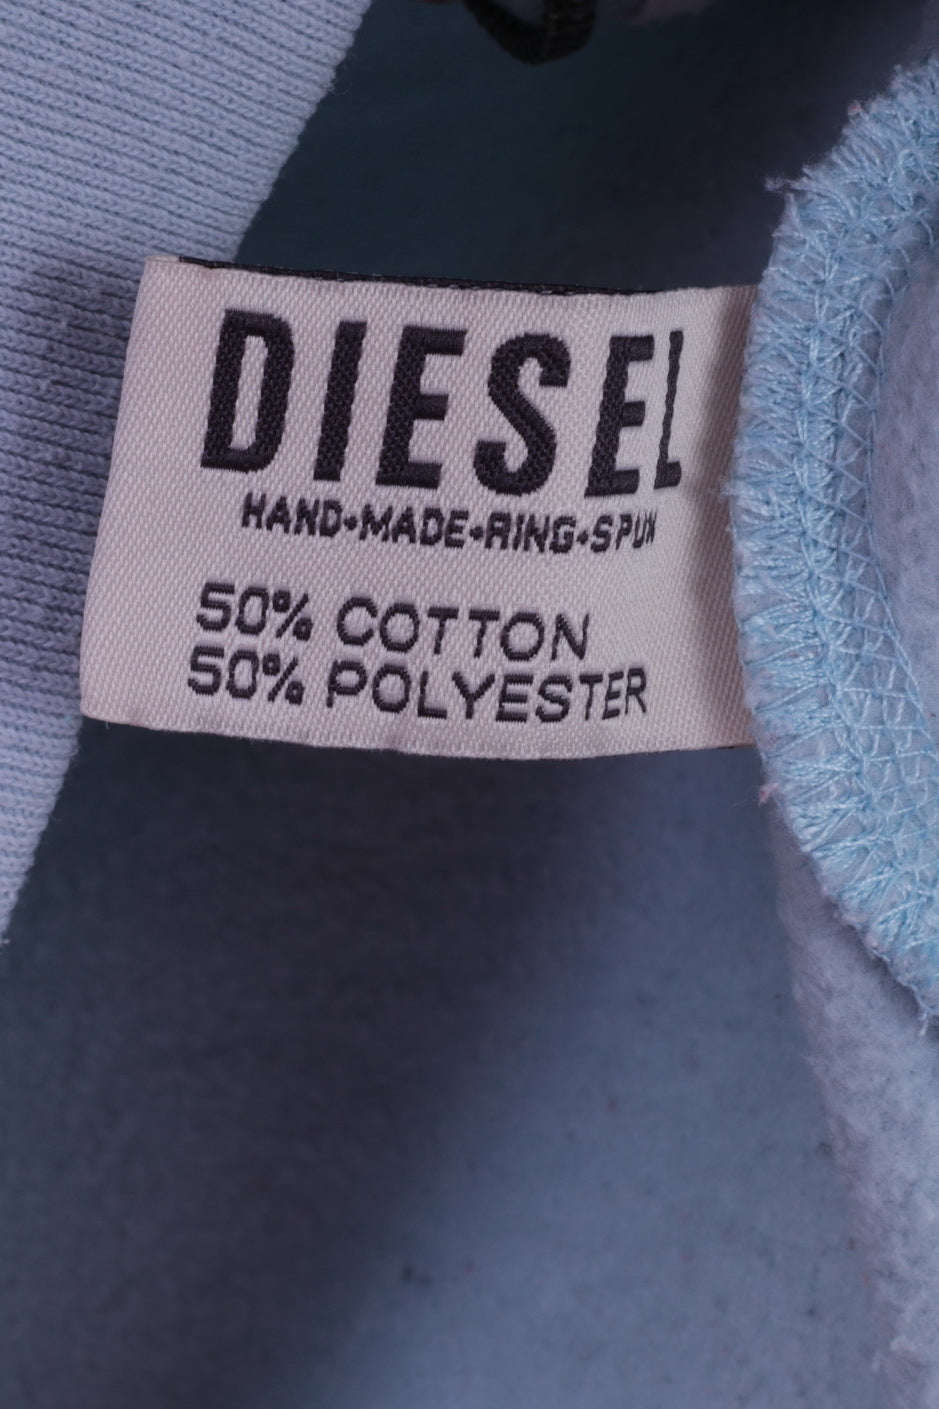 DIESEL
HAND•MADE•RING•SPUN
50% COTTON
50% POLYESTER